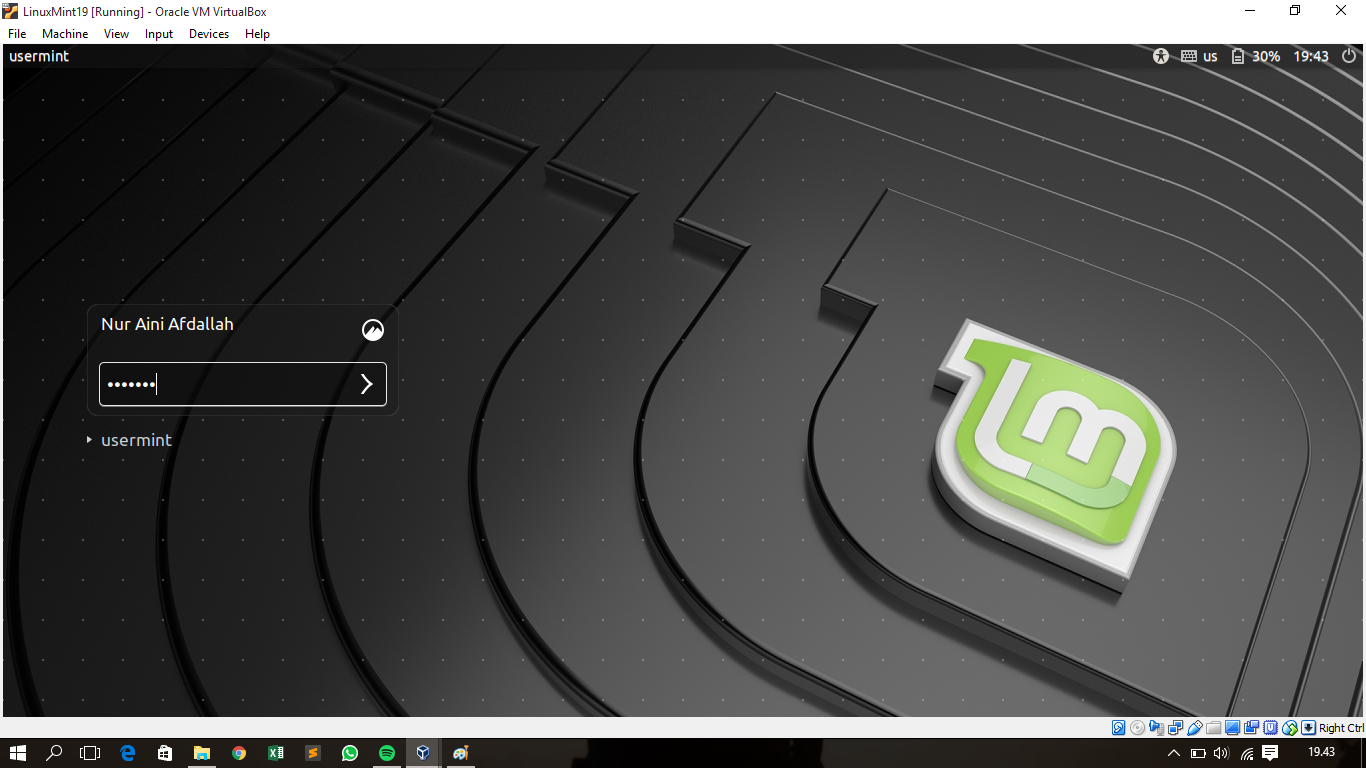 LinuxMint19 [Running] - Oracle VM VirtualBox
File Machine View Input Devices Help
usermint us 30% 19:43
Nur Aini Afdallah
usermint
Right Ctrl
19.43